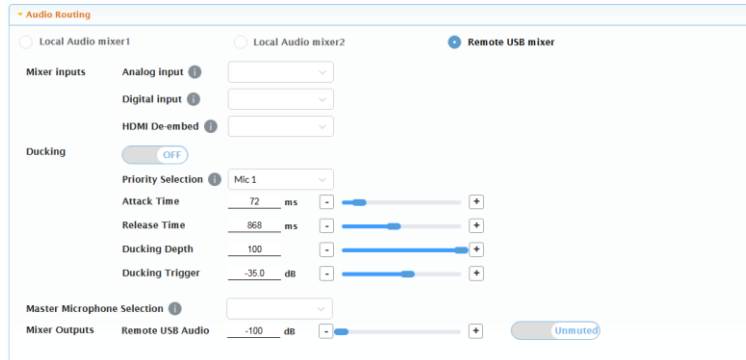 Audio Routing
Local Audio mixer1 Local Audio mixer2 Remote USB mixer
Mixer inputs Analog input i
Digital input i
HDMI De-embed i
Ducking OFF
Priority Selection i Mic 1
Attack Time 72 ms - +
Release Time 868 ms - +
Ducking Depth 100 - +
Ducking Trigger -35.0 dB - +
Master Microphone Selection i
Mixer Outputs Remote USB Audio -100 dB - + Unmuted